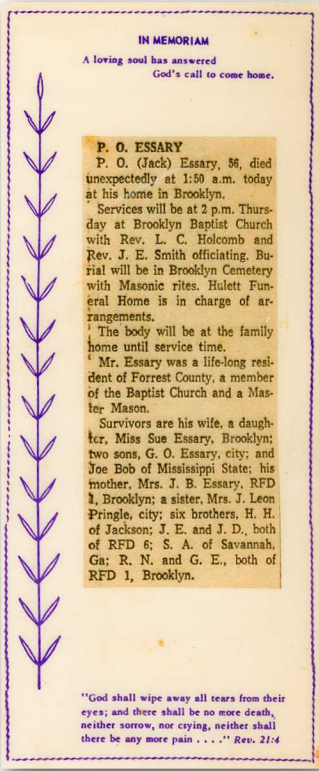 IN MEMORIAM
A loving soul has answered
God's call to come home.
P. O. ESSARY
P. O. (Jack) Essary, 56, died
unexpectedly at 1:50 a.m. today
at his home in Brooklyn.
Services will be at 2 p.m. Thurs-
day at Brooklyn Baptist Church
with Rev. L. C. Holcomb and
Rev. J. E. Smith officiating. Bu-
rial will be in Brooklyn Cemetery
with Masonic rites. Hulett Fun-
eral Home is in charge of ar-
rangements.
The body will be at the family
home until service time.
Mr. Essary was a life-long resi-
dent of Forrest County, a member
of the Baptist Church and a Mas-
ter Mason.
Survivors are his wife, a daugh-
ter, Miss Sue Essary, Brooklyn;
two sons, G. O. Essary, city; and
Joe Bob of Mississippi State; his
mother, Mrs. J. B. Essary, RFD
1, Brooklyn; a sister, Mrs. J. Leon
Pringle, city; six brothers, H. H.
of Jackson; J. E. and J. D., both
of RFD 6; S. A. of Savannah,
Ga; R. N. and G. E., both of
RFD 1, Brooklyn.
"God shall wipe away all tears from their
eyes; and there shall be no more death,
neither sorrow, nor crying, neither shall
there be any more pain . . . ." Rev. 21:4